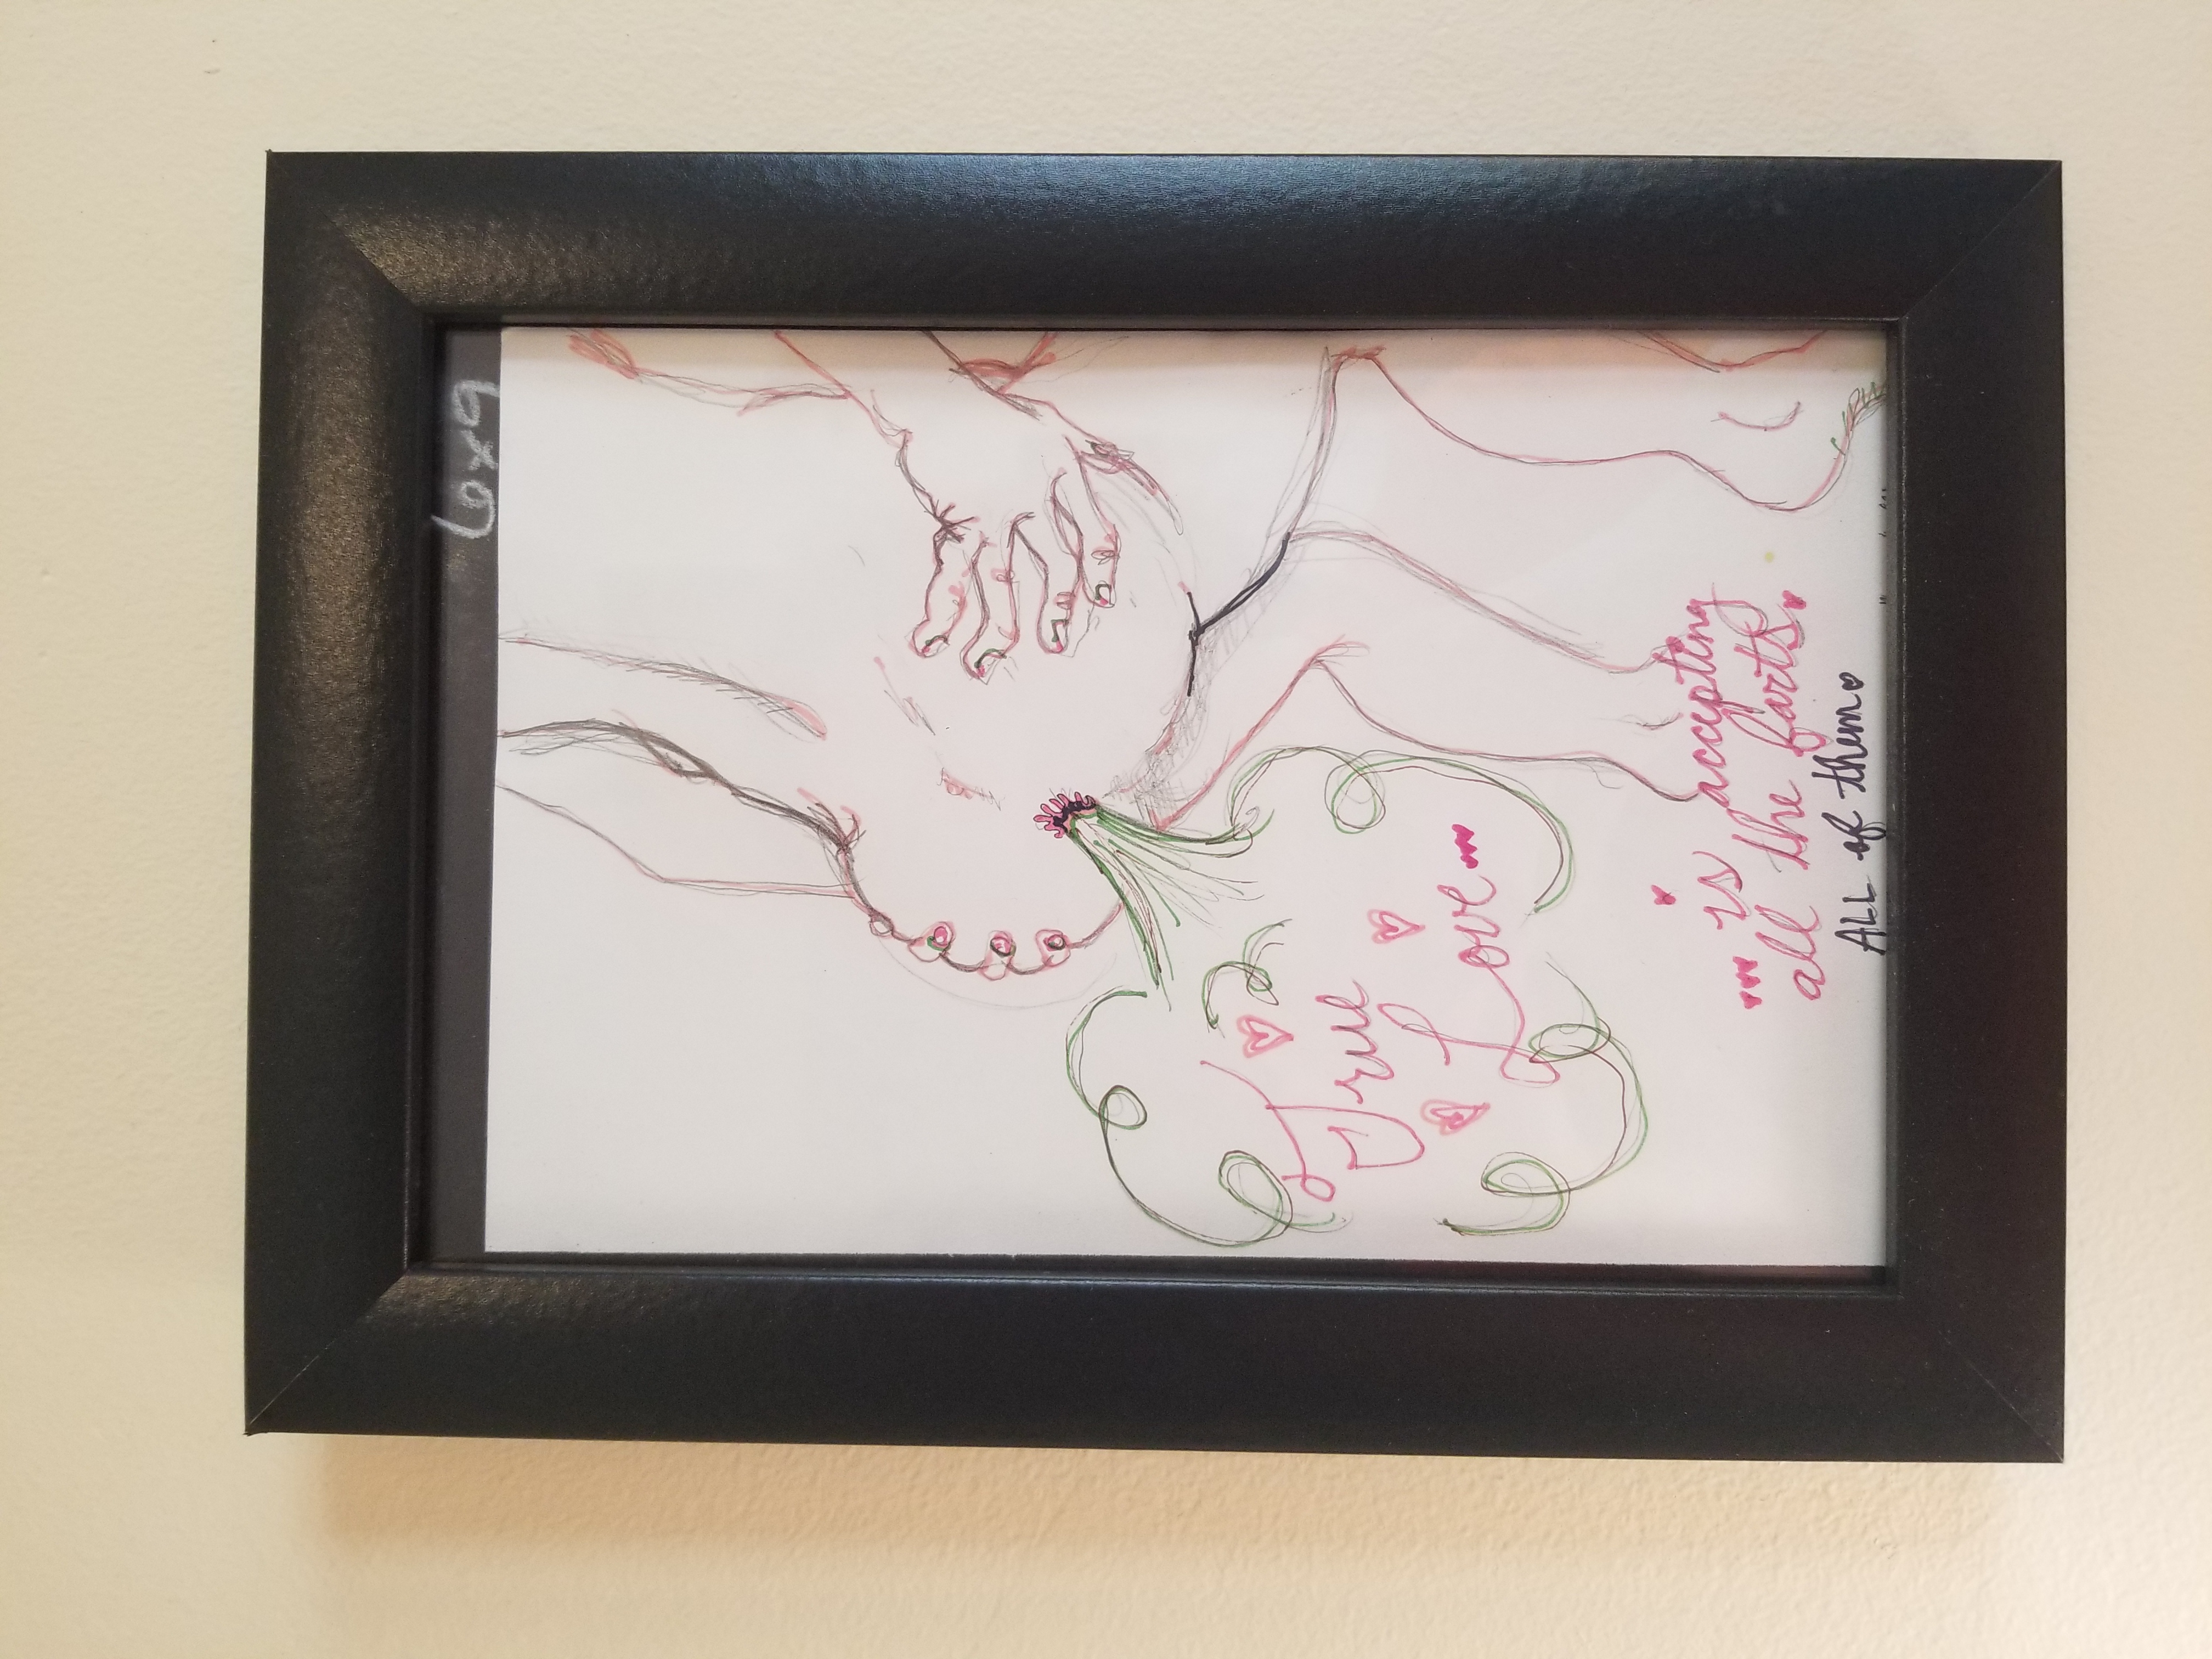 6x9
True
Love...
... is accepting
all the farts.
ALL of them